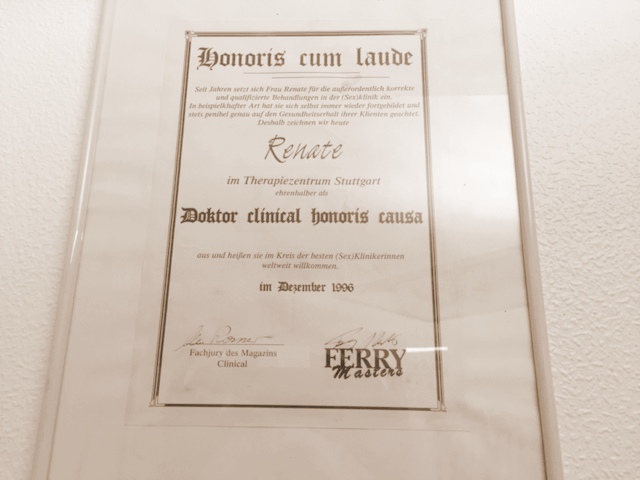 Honoris cum laude
Seit Jahren setzt sich Frau Renate für die außerordentlich korrekte
und qualifizierte Behandlungen in der (Sex)klinik ein.
In beispielkhafter Art hat sie sich selbst immer wieder fortgebildet und
stets penibel genau auf den Gesundheitserhalt ihrer Klienten geachtet.
Deshalb zeichnen wir heute
Renate
im Therapiezentrum Stuttgart
ehrenhalber als
Doktor clinical honoris causa
aus und heißen sie im Kreis der besten (Sex)Klinikerinnen
weltweit willkommen.
im Dezember 1996
Fachjury des Magazins
Clinical
FERRY
Masters